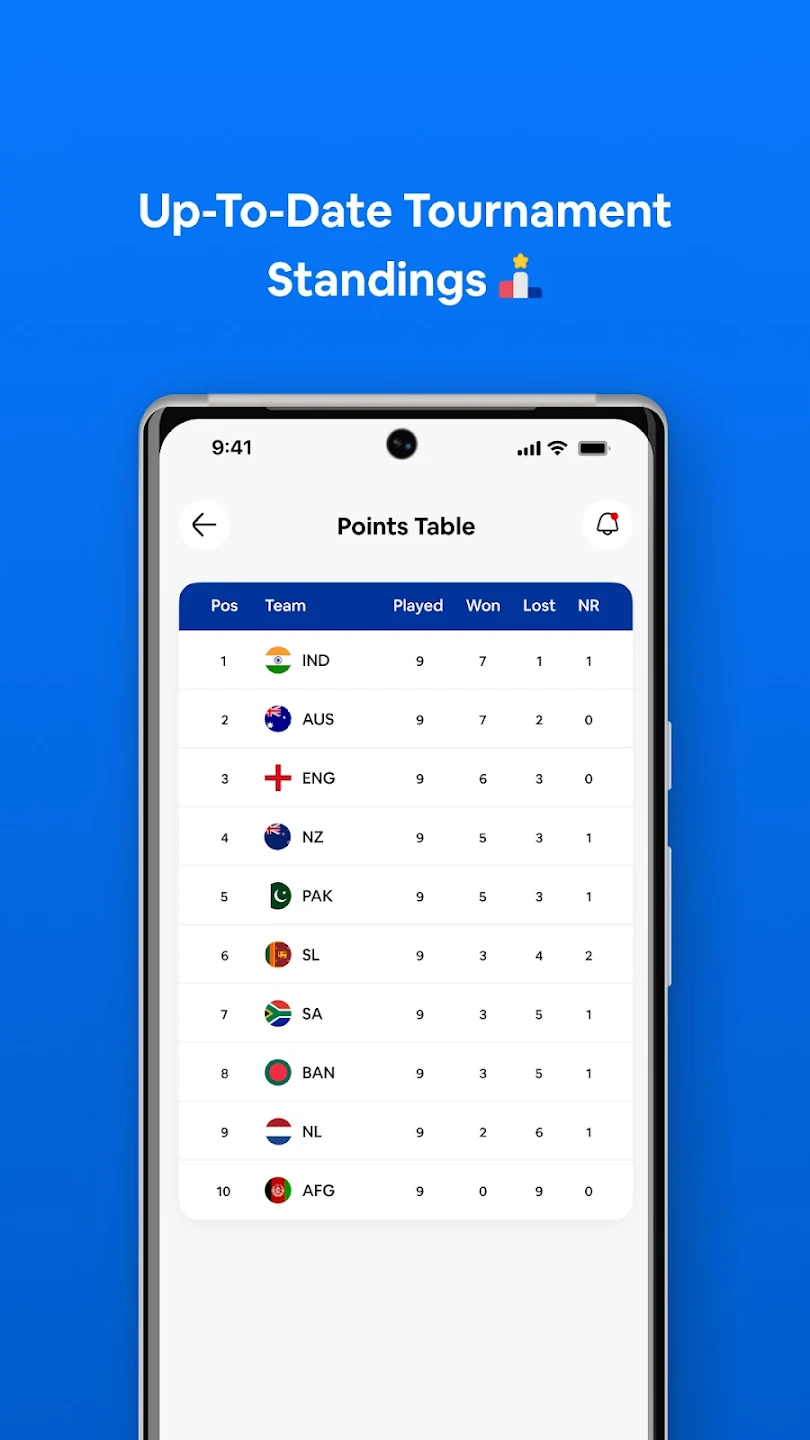 Up-To-Date Tournament
Standings
9:41
Points Table
Pos Team Played Won Lost NR
1 IND 9 7 1 1
2 AUS 9 7 2 0
3 ENG 9 6 3 0
4 NZ 9 5 3 1
5 PAK 9 5 3 1
6 SL 9 3 4 2
7 SA 9 3 5 1
8 BAN 9 3 5 1
9 NL 9 2 6 1
10 AFG 9 0 9 0